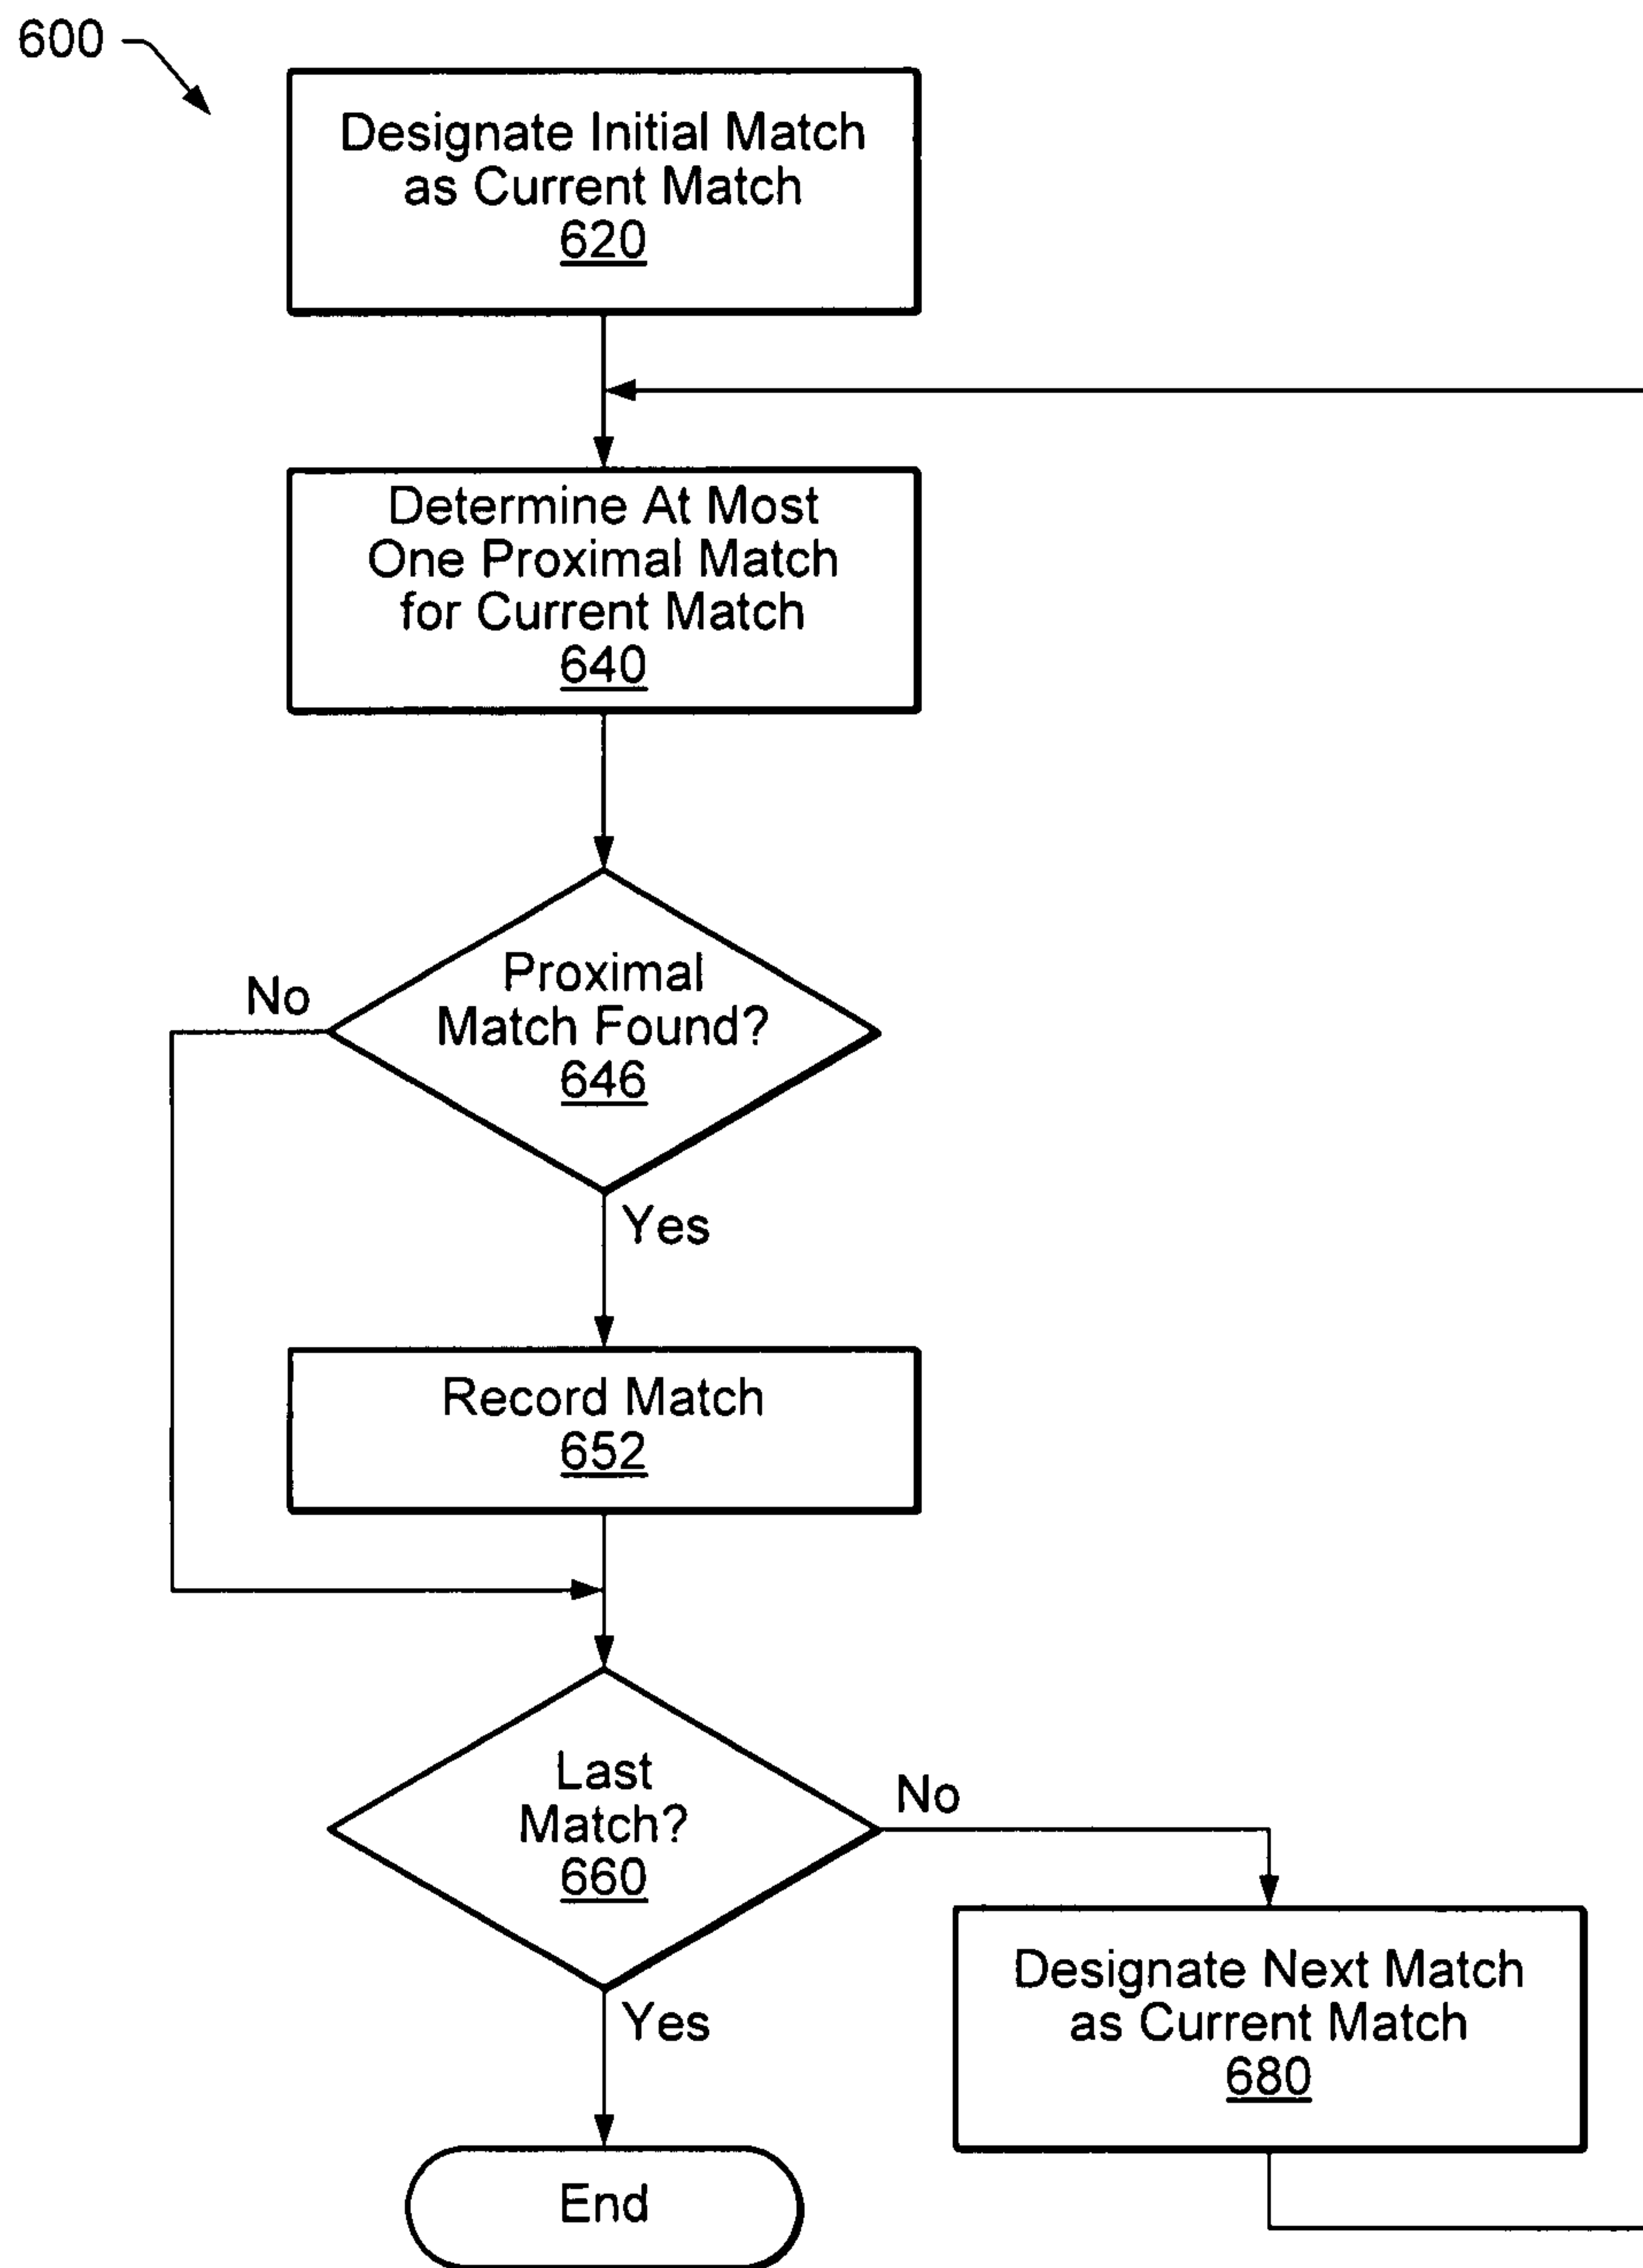 600
Designate Initial Match
as Current Match
620
Determine At Most
One Proximal Match
for Current Match
640
Proximal
Match Found?
646
No
Yes
Record Match
652
Last
Match?
660
No
Yes
Designate Next Match
as Current Match
680
End